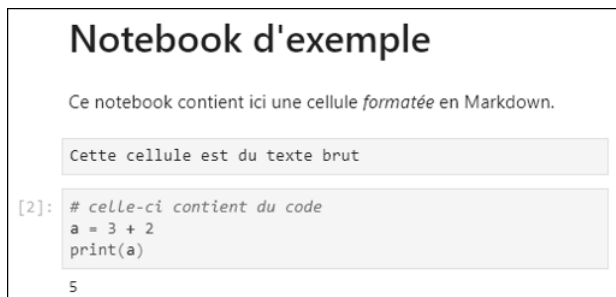 Notebook d'exemple
Ce notebook contient ici une cellule formatée en Markdown.
Cette cellule est du texte brut
[2]: # celle-ci contient du code
a = 3 + 2
print(a)
5